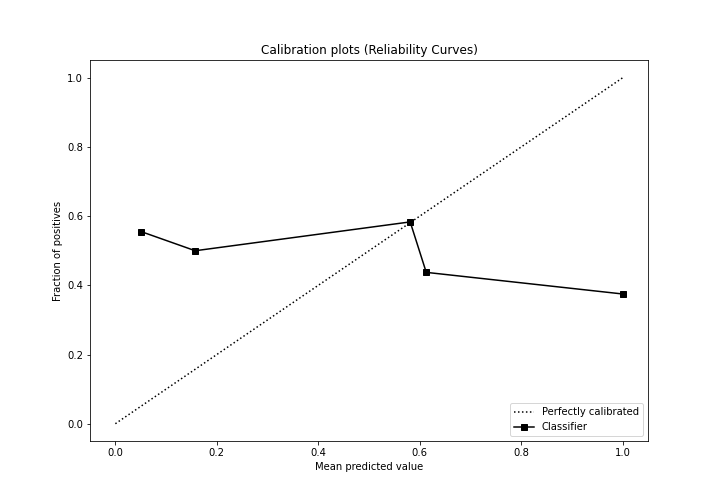 Calibration plots (Reliability Curves)
1.0
0.8
0.6
0.4
0.2
0.0
Fraction of positives
0.0 0.2 0.4 0.6 0.8 1.0
Mean predicted value
Perfectly calibrated
Classifier